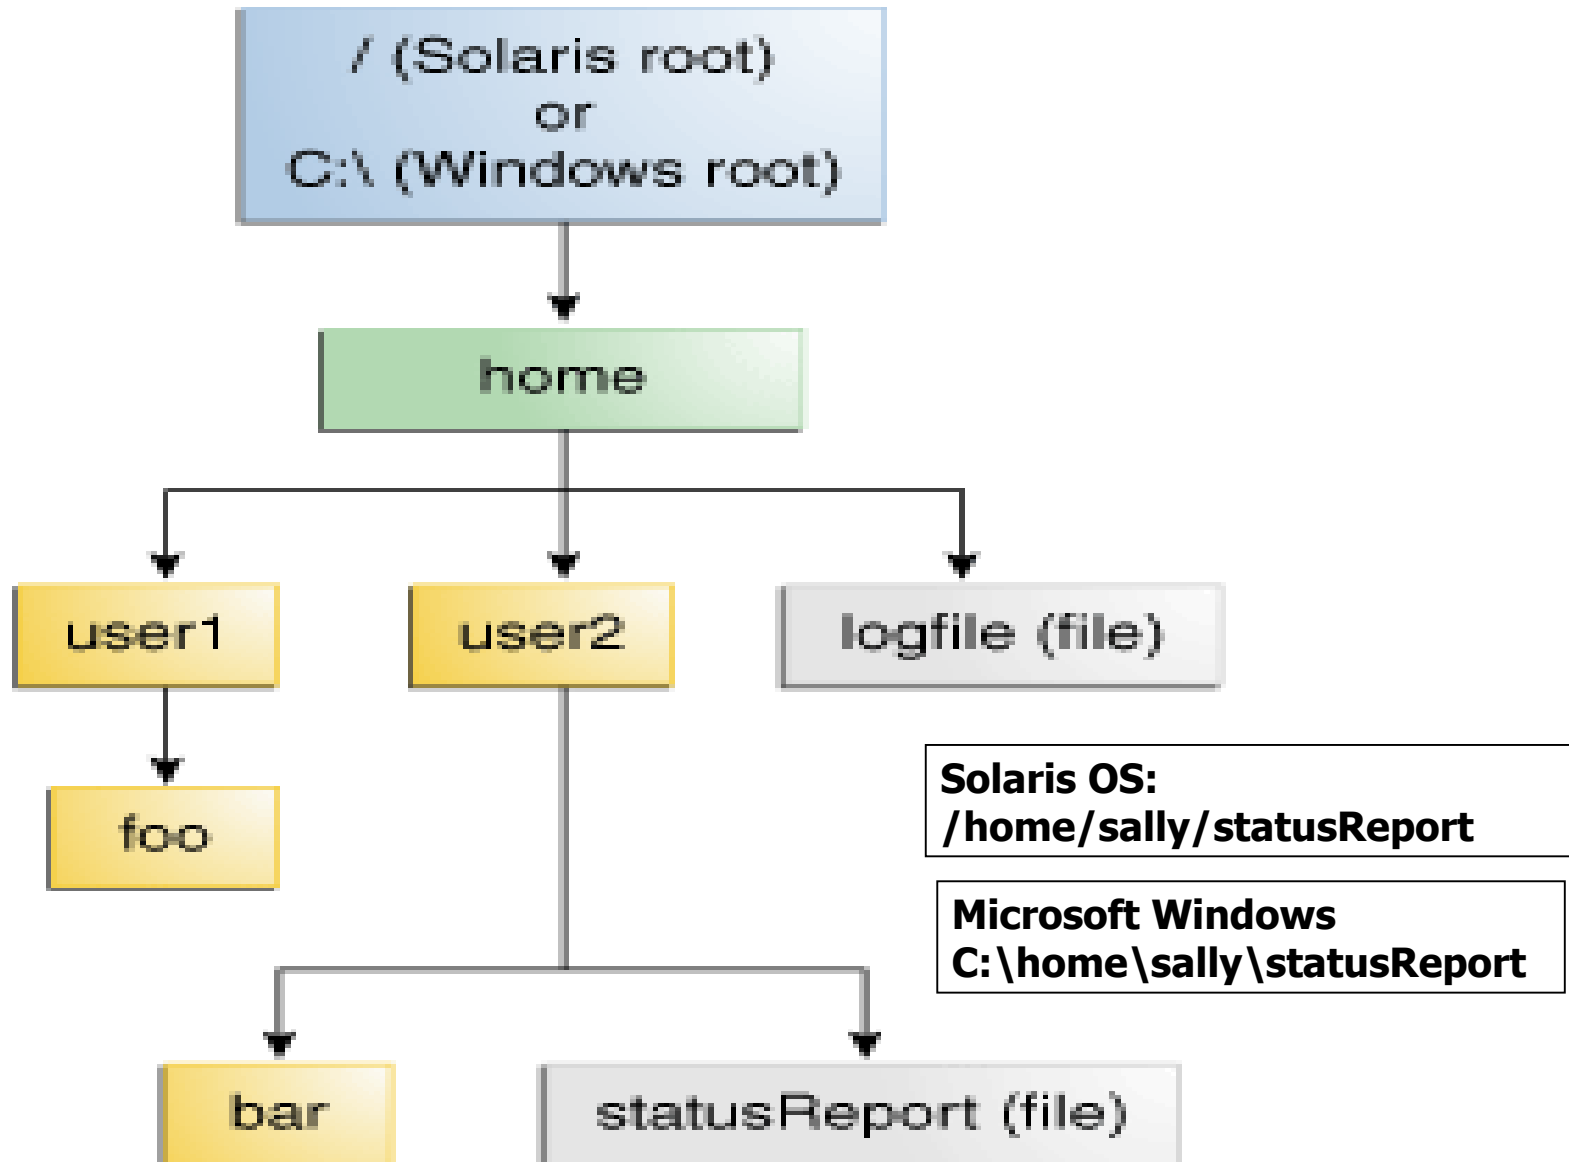 / (Solaris root)
or
C:\ (Windows root)
home
user1
user2
logfile (file)
foo
Solaris OS:
/home/sally/statusReport
Microsoft Windows
C:\home\sally\statusReport
bar
statusReport (file)